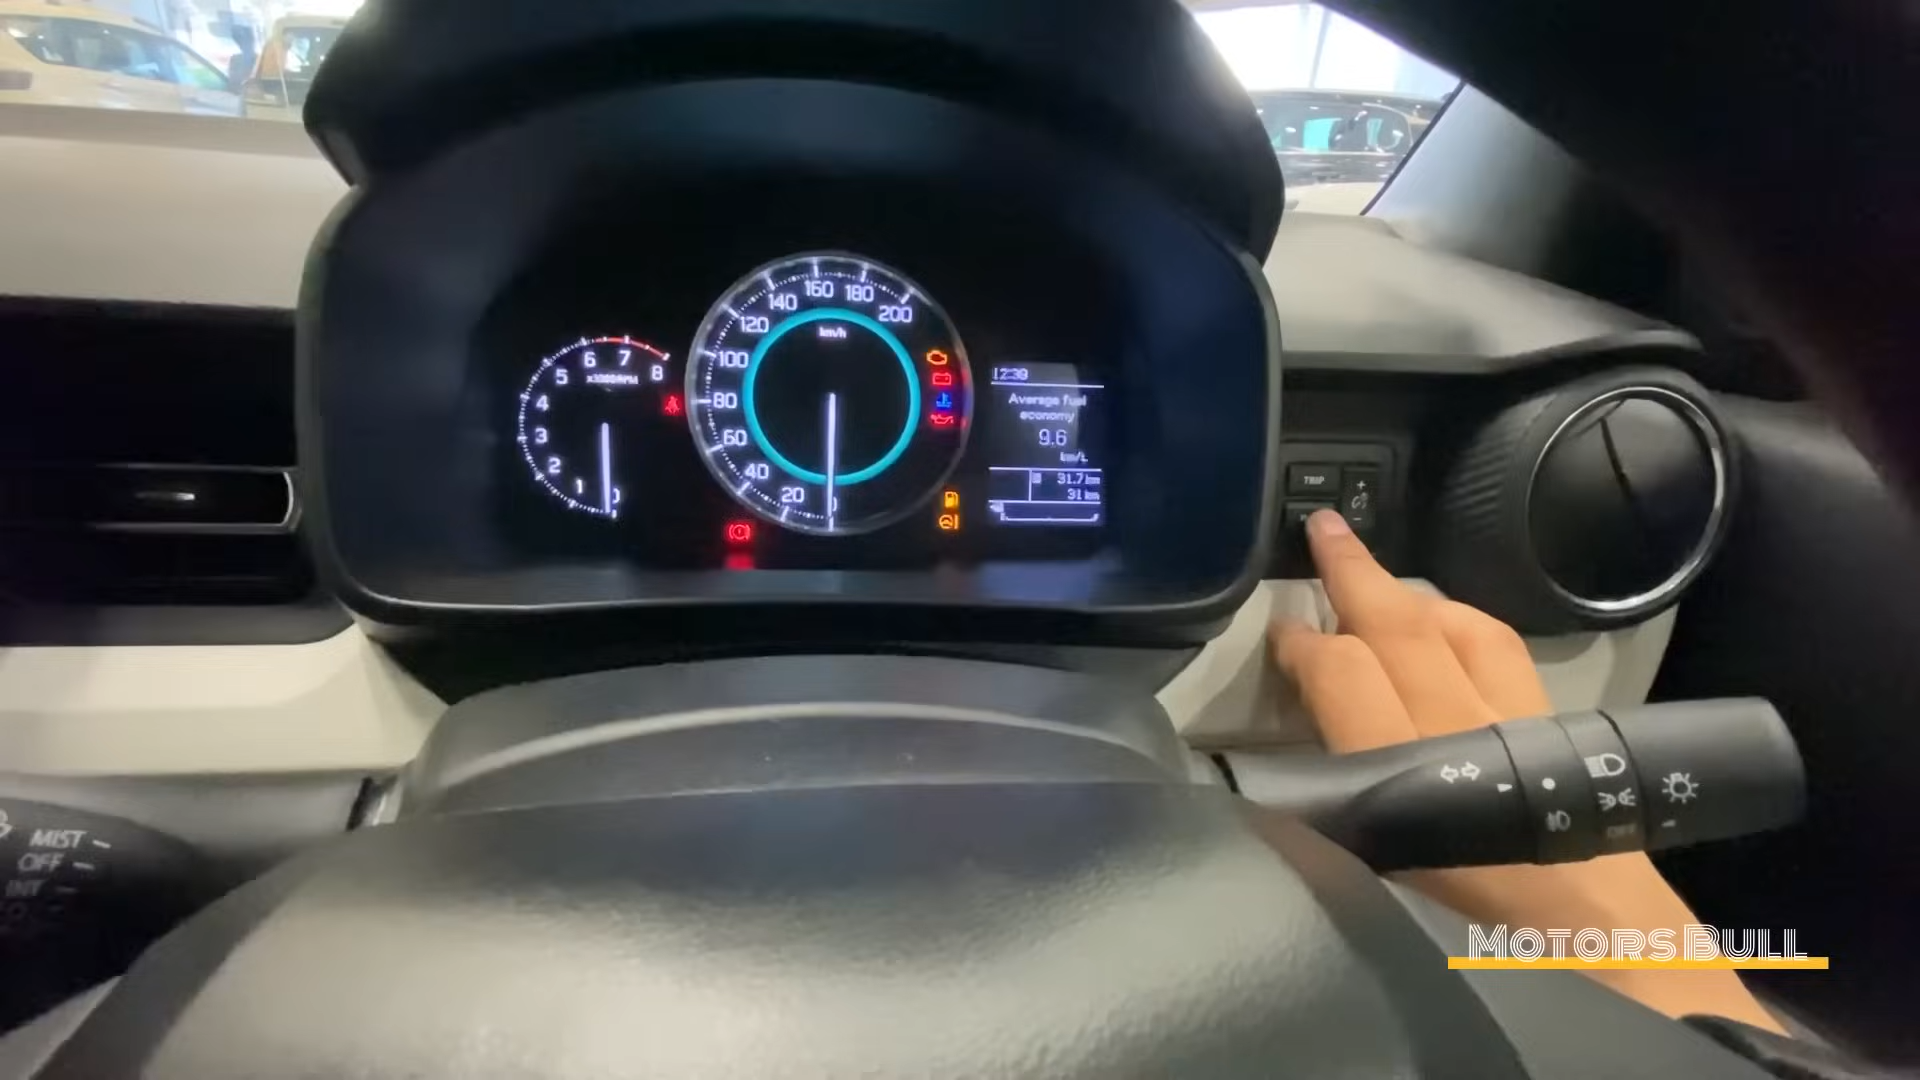 160
140
180
120
200
km/h
100
80
60
40
20
0
6
7
5
8
x1000RPM
4
3
2
1
0
12:39
Average fuel
economy
9.6
km/L
31.7 km
31 km
TRIP
+
-
MIST
OFF
INT
OFF
MOTORSBULL